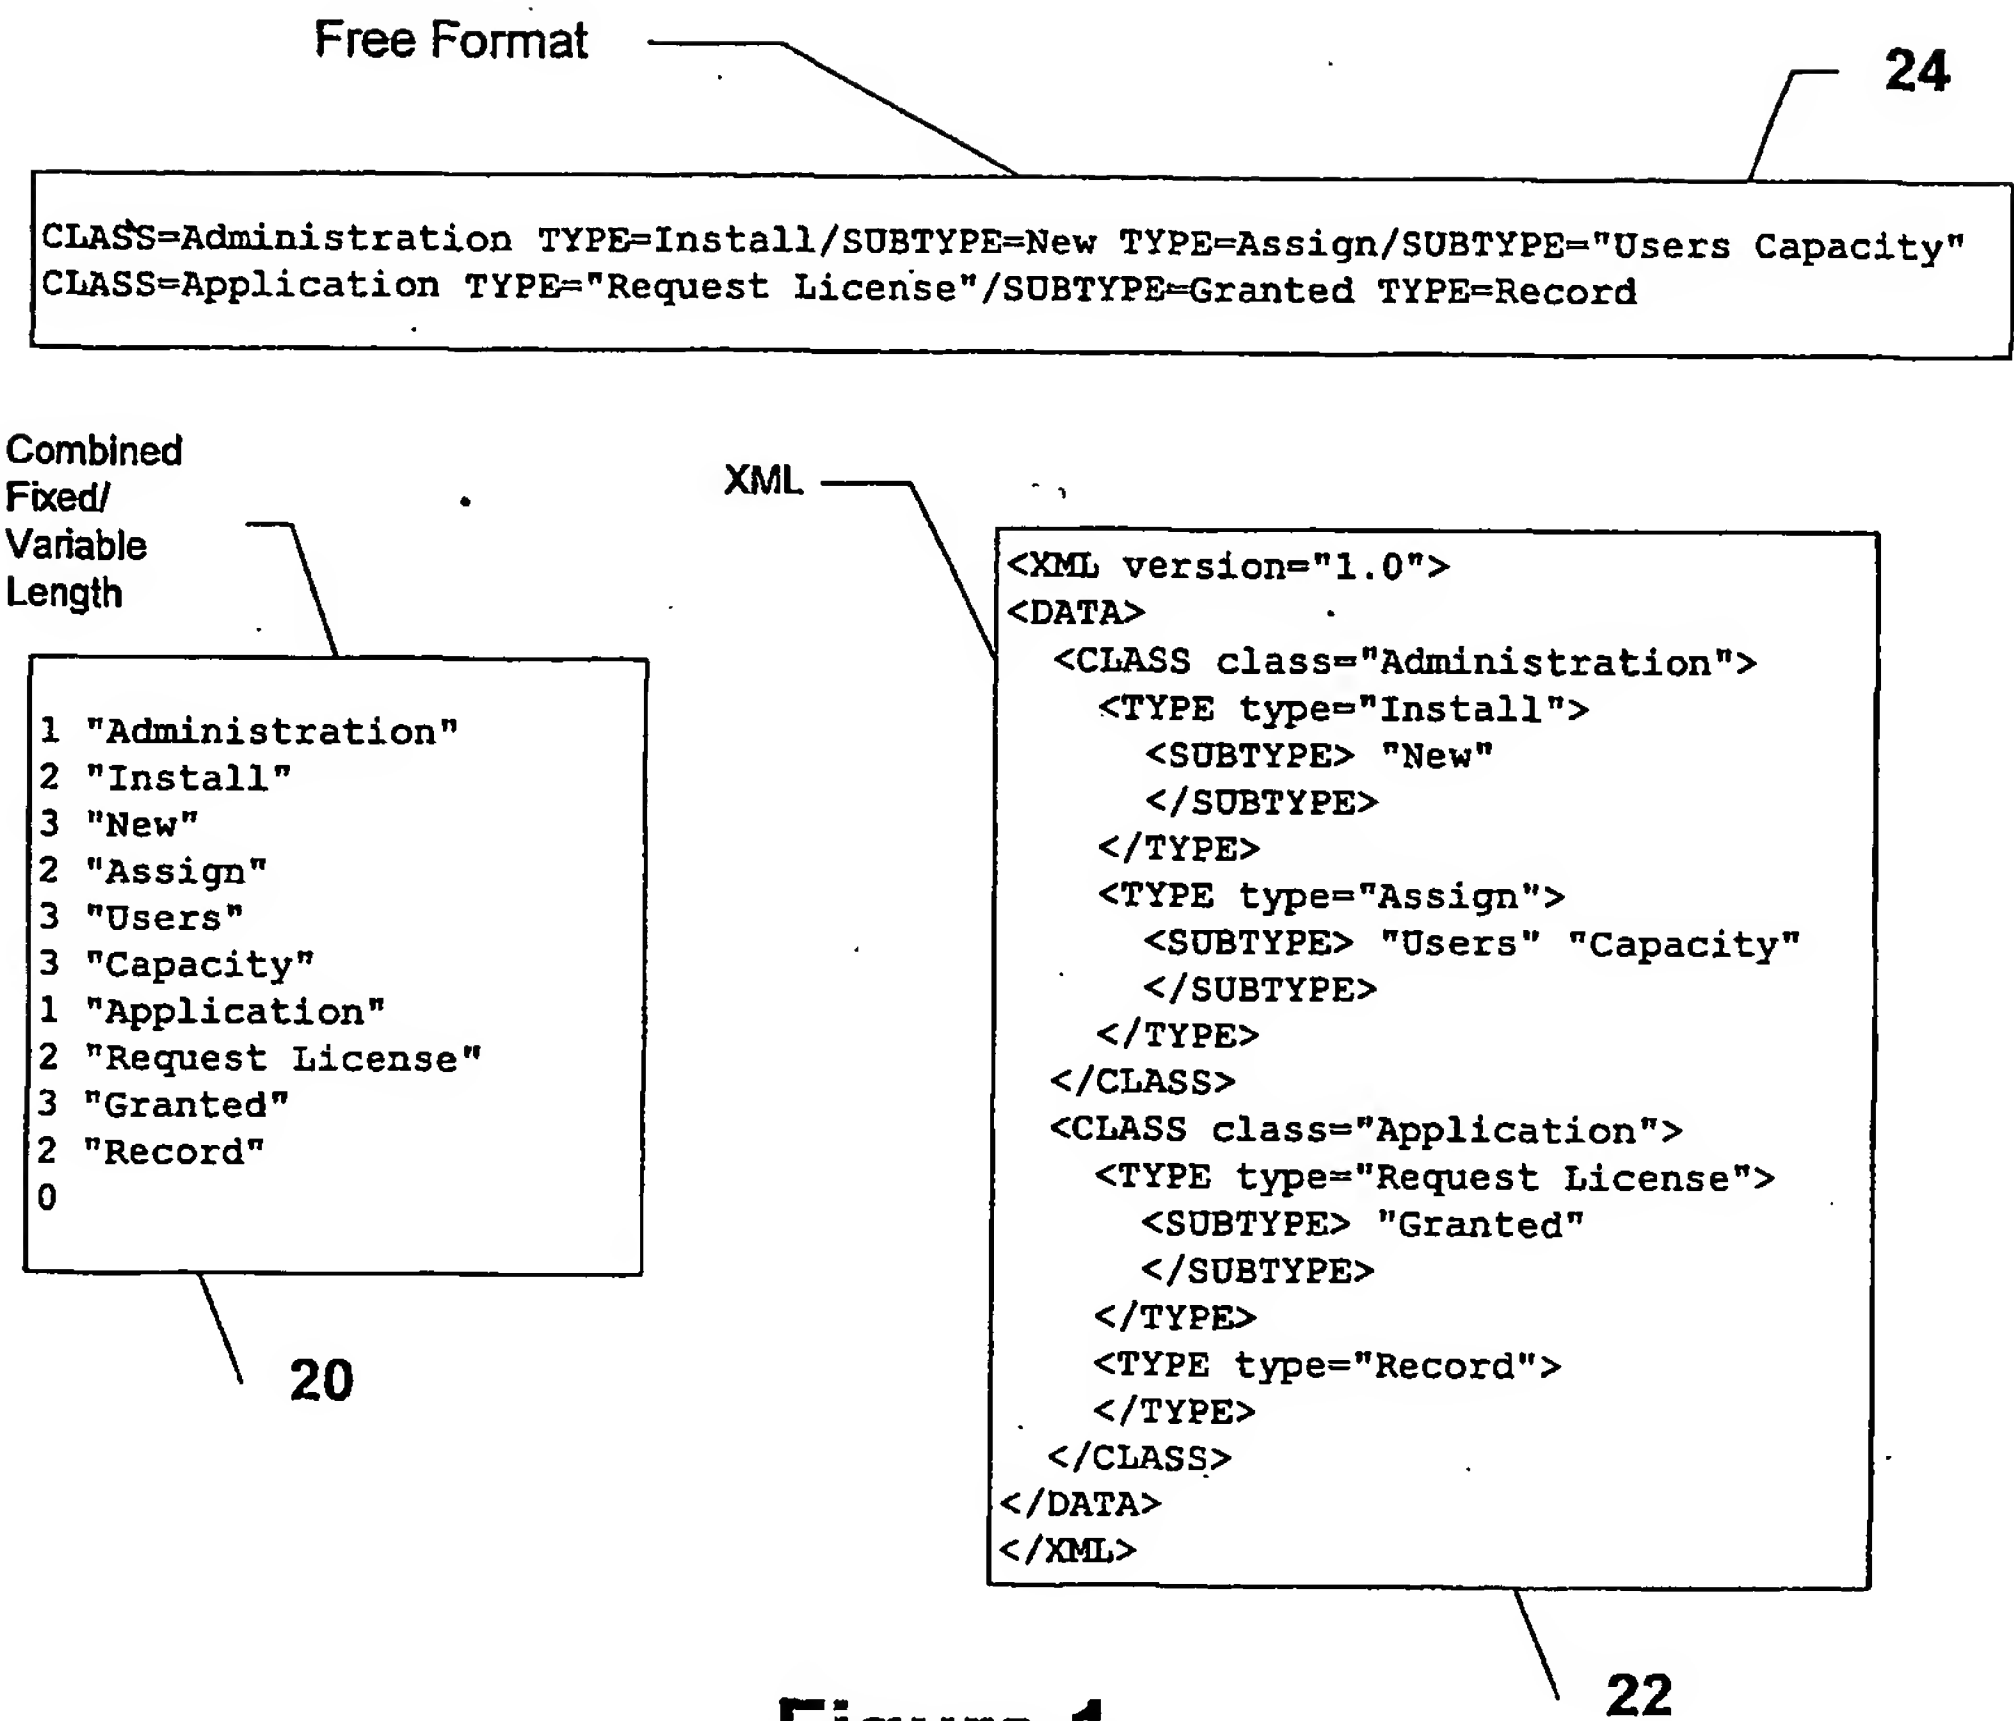 Free Format
24
CLASS=Administration TYPE=Install/SUBTYPE=New TYPE=Assign/SUBTYPE="Users Capacity"
CLASS=Application TYPE="Request License"/SUBTYPE=Granted TYPE=Record
Combined
Fixed/
Variable
Length
1 "Administration"
2 "Install"
3 "New"
2 "Assign"
3 "Users"
3 "Capacity"
1 "Application"
2 "Request License"
3 "Granted"
2 "Record"
0
20
XML
<XML version="1.0">
<DATA>
<CLASS class="Administration">
<TYPE type="Install">
<SUBTYPE> "New"
</SUBTYPE>
</TYPE>
<TYPE type="Assign">
<SUBTYPE> "Users" "Capacity"
</SUBTYPE>
</TYPE>
</CLASS>
<CLASS class="Application">
<TYPE type="Request License">
<SUBTYPE> "Granted"
</SUBTYPE>
</TYPE>
<TYPE type="Record">
</TYPE>
</CLASS>
</DATA>
</XML>
22
Figure 1